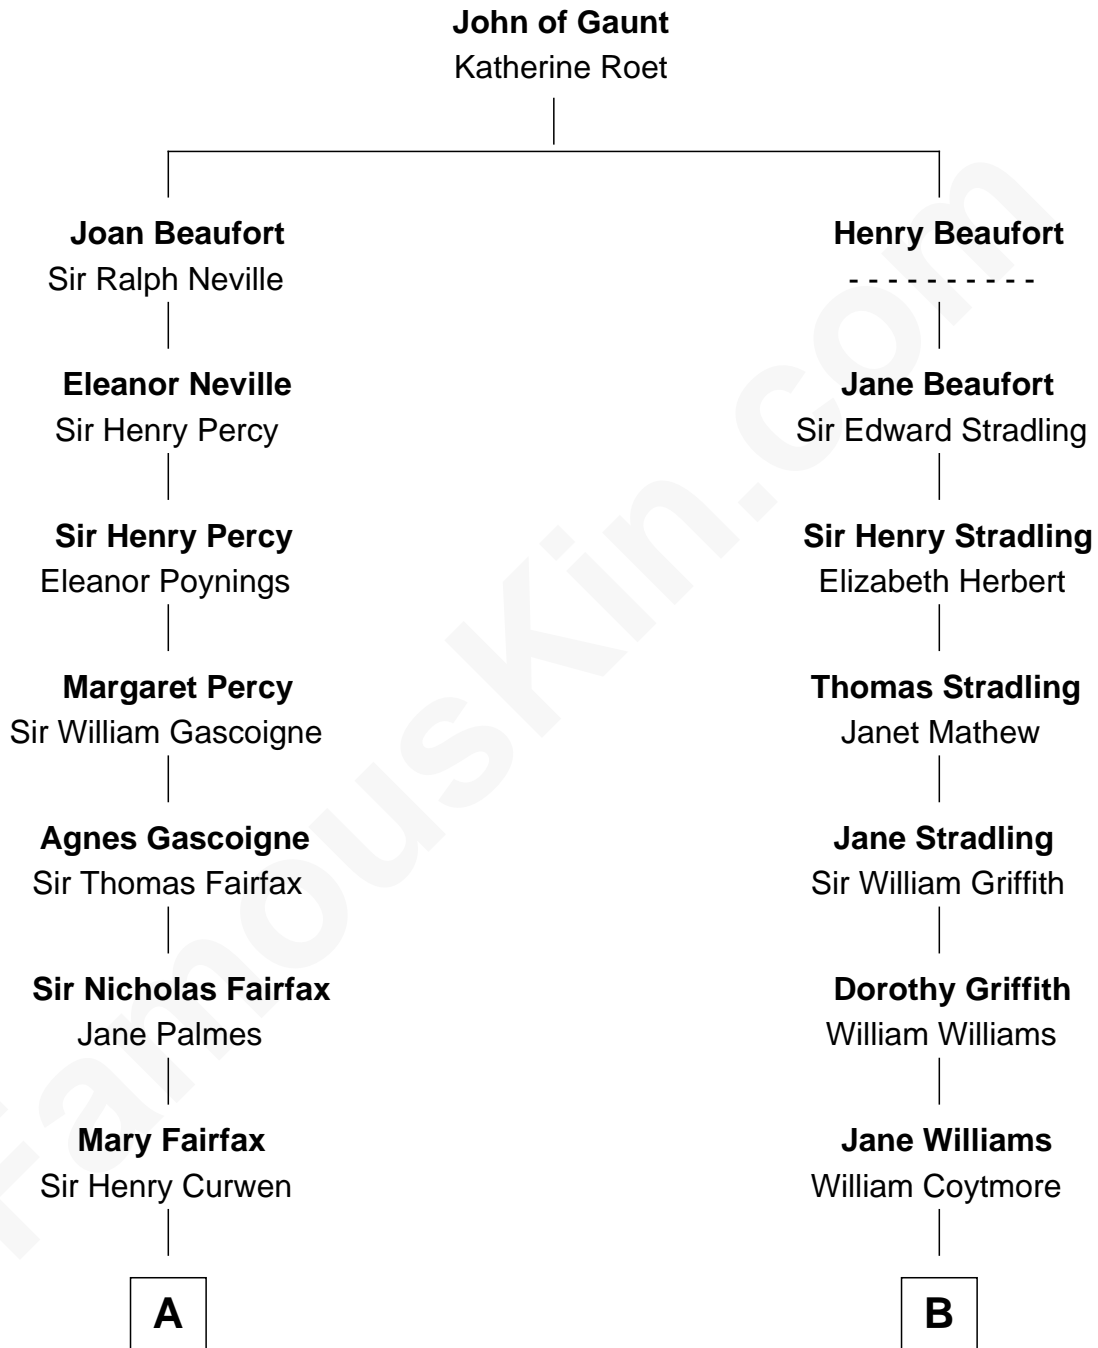 John of Gaunt
Katherine Roet
Joan Beaufort
Sir Ralph Neville
Henry Beaufort
- - - - - - - - - -
Eleanor Neville
Sir Henry Percy
Jane Beaufort
Sir Edward Stradling
Sir Henry Percy
Eleanor Poynings
Sir Henry Stradling
Elizabeth Herbert
Margaret Percy
Sir William Gascoigne
Thomas Stradling
Janet Mathew
Agnes Gascoigne
Sir Thomas Fairfax
Jane Stradling
Sir William Griffith
Sir Nicholas Fairfax
Jane Palmes
Dorothy Griffith
William Williams
Mary Fairfax
Sir Henry Curwen
Jane Williams
William Coytmore
A
B
FamousKin.com